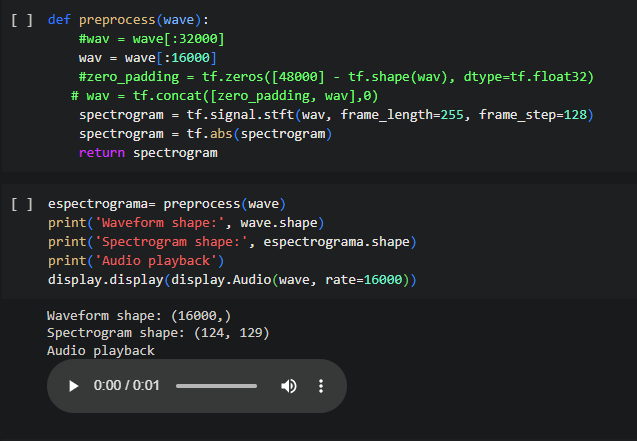 [ ] def preprocess(wave):
#wav = wave[:32000]
wav = wave[:16000]
#zero_padding = tf.zeros([48000] - tf.shape(wav), dtype=tf.float32)
# wav = tf.concat([zero_padding, wav],0)
spectrogram = tf.signal.stft(wav, frame_length=255, frame_step=128)
spectrogram = tf.abs(spectrogram)
return spectrogram
[ ] espectrograma= preprocess(wave)
print('Waveform shape:', wave.shape)
print('Spectrogram shape:', espectrograma.shape)
print('Audio playback')
display.display(display.Audio(wave, rate=16000))
Waveform shape: (16000,)
Spectrogram shape: (124, 129)
Audio playback
0:00 / 0:01